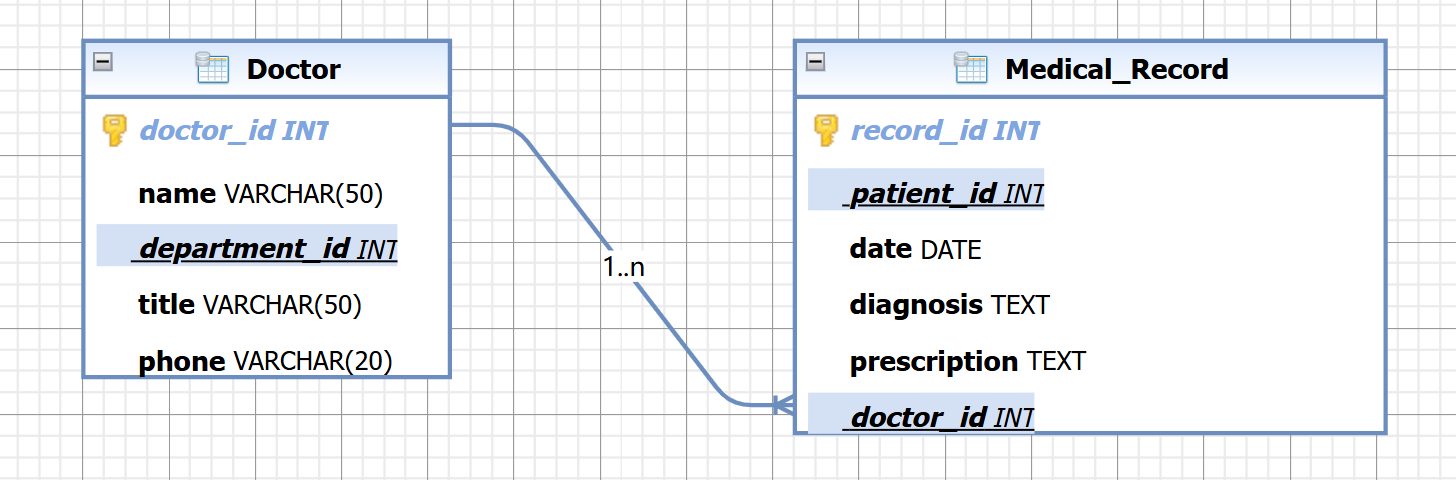 Doctor
doctor_id INT
name VARCHAR(50)
department_id INT
title VARCHAR(50)
phone VARCHAR(20)
1..n
Medical_Record
record_id INT
patient_id INT
date DATE
diagnosis TEXT
prescription TEXT
doctor_id INT